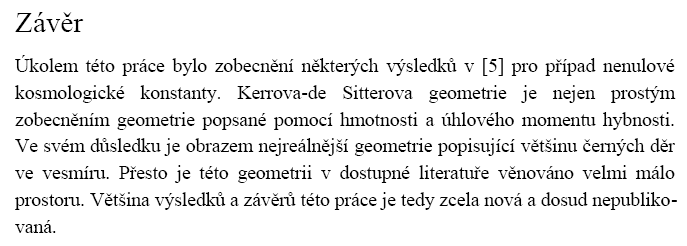 Závěr
Úkolem této práce bylo zobecnění některých výsledků v [5] pro případ nenulové
kosmologické konstanty. Kerrova-de Sitterova geometrie je nejen prostým
zobecněním geometrie popsané pomocí hmotnosti a úhlového momentu hybnosti.
Ve svém důsledku je obrazem nejreálnější geometrie popisující většinu černých děr
ve vesmíru. Přesto je této geometrii v dostupné literatuře věnováno velmi málo
prostoru. Většina výsledků a závěrů této práce je tedy zcela nová a dosud nepubliko-
vaná.